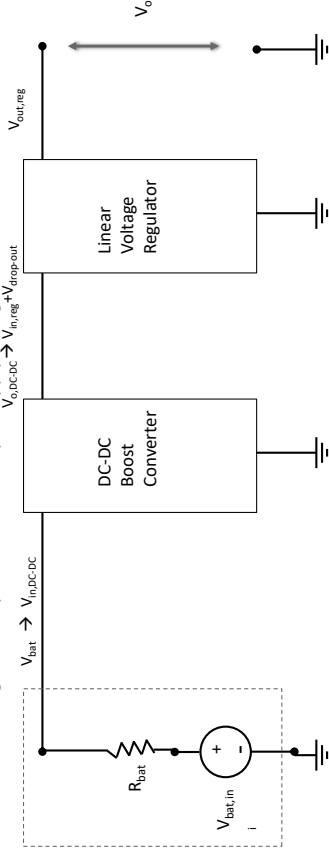 V_bat → V_in,DC-DC
V_o,DC-DC → V_in,reg+V_drop-out
V_out,reg
V_o
R_bat
+
-
V_bat,in
i
DC-DC
Boost
Converter
Linear
Voltage
Regulator